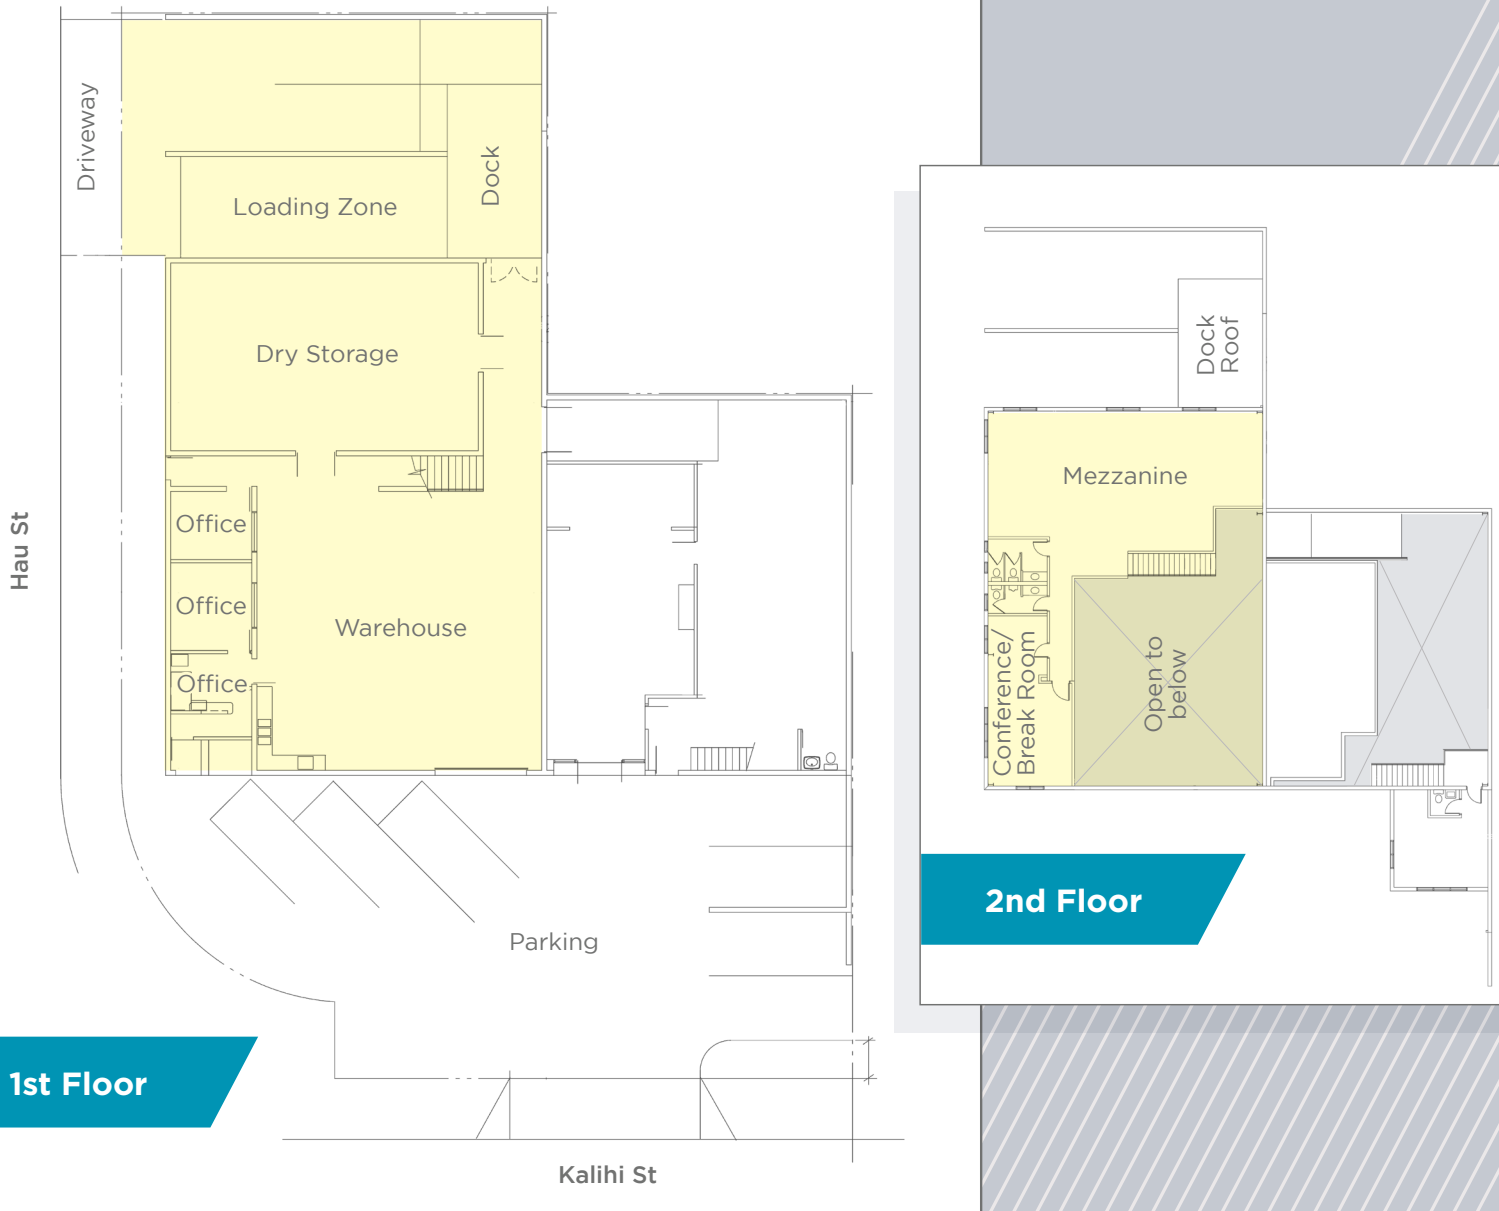 Driveway
Loading Zone
Dock
Dry Storage
Office
Office
Office
Warehouse
Hau St
Parking
1st Floor
Kalihi St
Dock
Roof
Mezzanine
Conference/
Break Room
Open to
below
2nd Floor